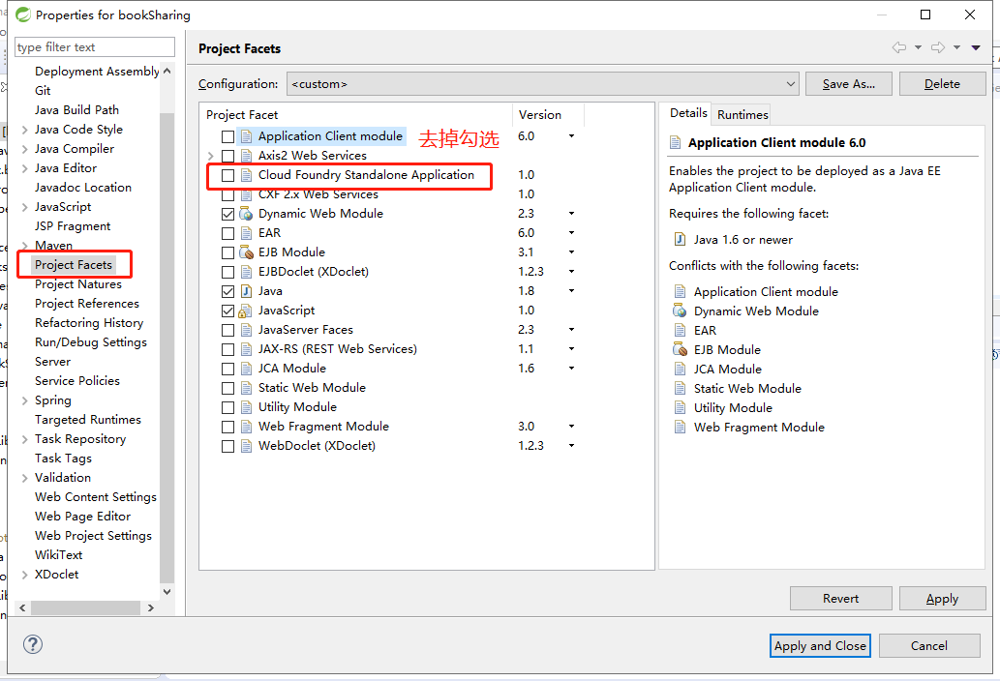 Properties for bookSharing
type filter text
Project Facets
Deployment Assembly
Git
Java Build Path
Java Code Style
Java Compiler
Java Editor
Javadoc Location
JavaScript
JSP Fragment
Maven
Project Facets
Project Natures
Project References
Refactoring History
Run/Debug Settings
Server
Service Policies
Spring
Targeted Runtimes
Task Repository
Task Tags
Validation
Web Content Settings
Web Page Editor
Web Project Settings
WikiText
XDoclet
Configuration: <custom> Save As... Delete
Project Facet Version
Application Client module 6.0
去掉勾选
Axis2 Web Services
Cloud Foundry Standalone Application 1.0
CXF 2.x Web Services 1.0
Dynamic Web Module 2.3
EAR 6.0
EJB Module 3.1
EJBDoclet (XDoclet) 1.2.3
Java 1.8
JavaScript 1.0
JavaServer Faces 2.3
JAX-RS (REST Web Services) 1.1
JCA Module 1.6
Static Web Module
Utility Module
Web Fragment Module 3.0
WebDoclet (XDoclet) 1.2.3
Details Runtimes
Application Client module 6.0
Enables the project to be deployed as a Java EE
Application Client module.
Requires the following facet:
Java 1.6 or newer
Conflicts with the following facets:
Application Client module
Dynamic Web Module
EAR
EJB Module
JCA Module
Static Web Module
Utility Module
Web Fragment Module
Revert Apply
Apply and Close Cancel